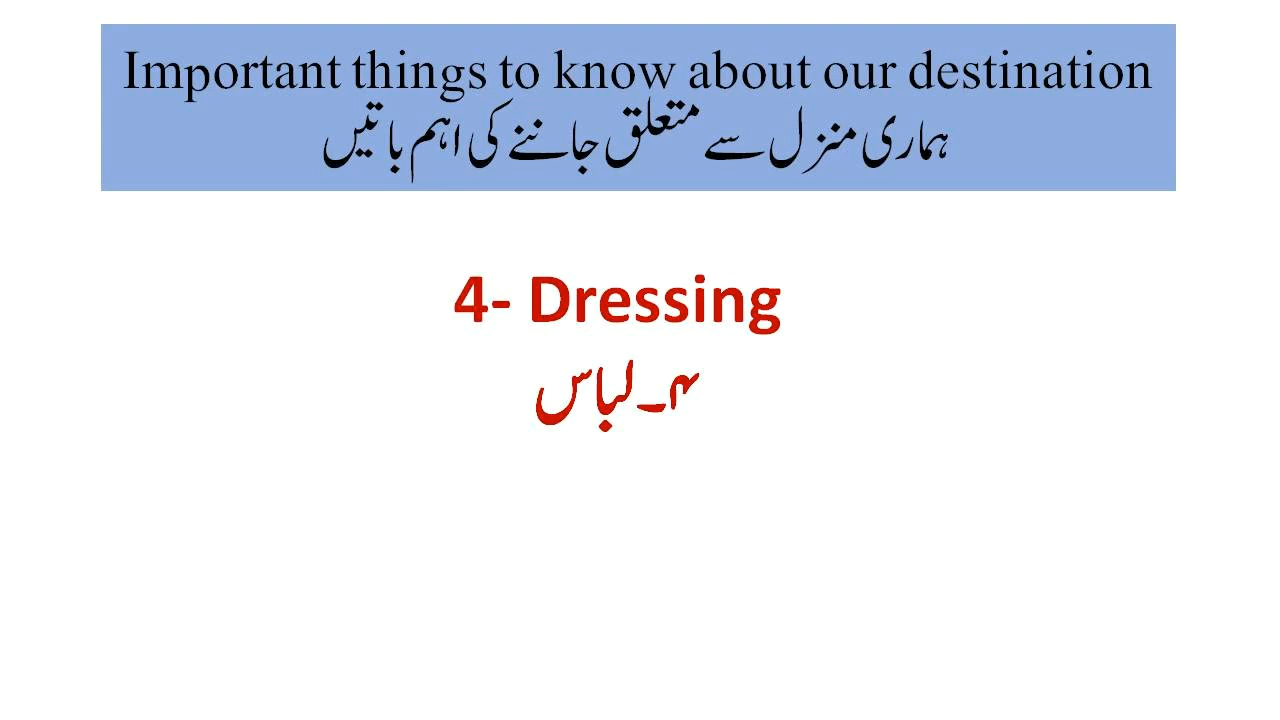 Important things to know about our destination
ہماری منزل سے متعلق جاننے کی اہم باتیں
4- Dressing
۴۔لباس